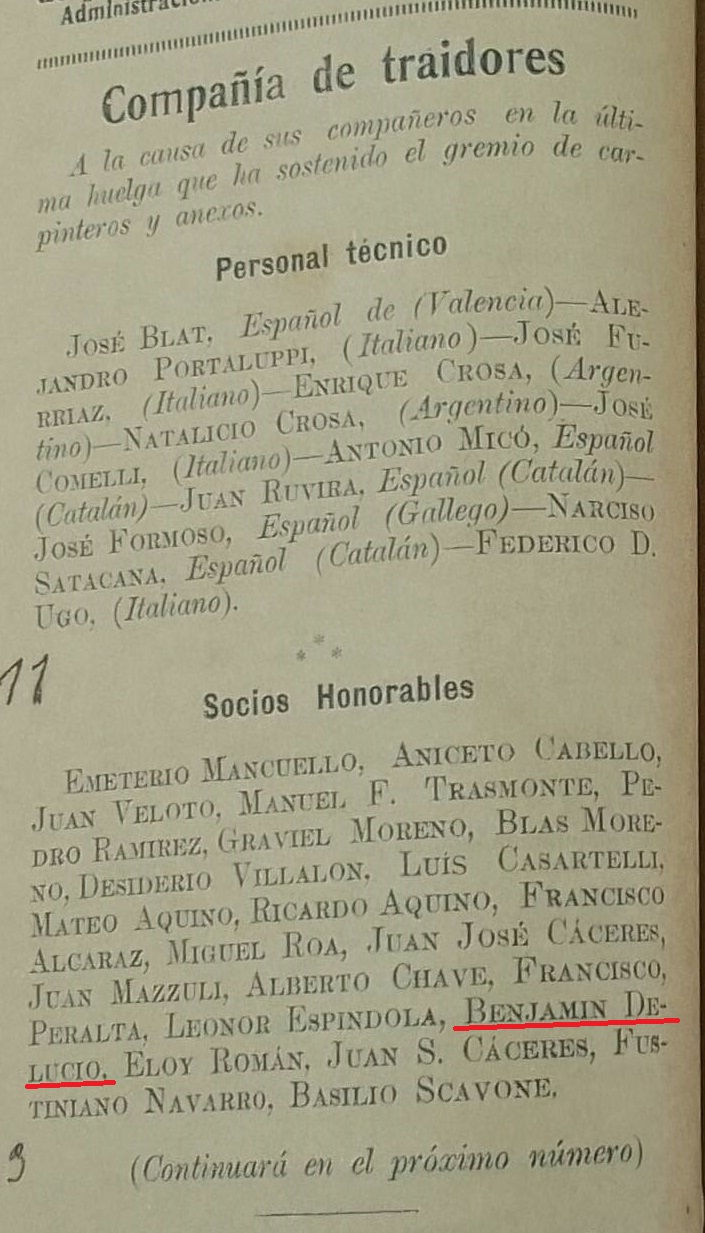 Administracio
Compañía de traidores
A la causa de sus compañeros en la últi-
ma huelga que ha sostenido el gremio de car-
pinteros y anexos.
Personal técnico
JOSÉ BLAT, Español de (Valencia)—ALE-
JANDRO PORTALUPPI, (Italiano)—JOSÉ FU-
RRIAZ, (Italiano)—ENRIQUE CROSA, (Argen-
tino)—NATALICIO CROSA, (Argentino)—JOSÉ
COMELLI, (Italiano)—ANTONIO MICÓ, Español
(Catalán)—JUAN RUVIRA, Español (Catalán)—
JOSÉ FORMOSO, Español (Gallego)—NARCISO
SATACANA, Español (Catalán)—FEDERICO D.
UGO, (Italiano).
* * *
11
Socios Honorables
EMETERIO MANCUELLO, ANICETO CABELLO,
JUAN VELOTO, MANUEL F. TRASMONTE, PE-
DRO RAMIREZ, GRAVIEL MORENO, BLAS MORE-
NO, DESIDERIO VILLALON, LUÍS CASARTELLI,
MATEO AQUINO, RICARDO AQUINO, FRANCISCO
ALCARAZ, MIGUEL ROA, JUAN JOSÉ CÁCERES,
JUAN MAZZULI, ALBERTO CHAVE, FRANCISCO,
PERALTA, LEONOR ESPINDOLA, BENJAMIN DE-
LUCIO, ELOY ROMÁN, JUAN S. CÁCERES, FUS-
TINIANO NAVARRO, BASILIO SCAVONE.
9
(Continuará en el próximo número)